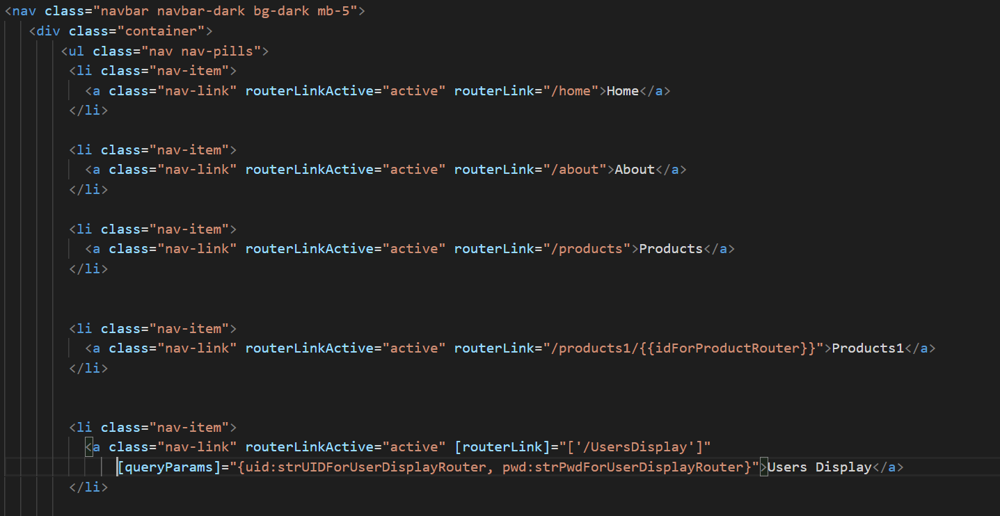 <nav class="navbar navbar-dark bg-dark mb-5">
<div class="container">
<ul class="nav nav-pills">
<li class="nav-item">
<a class="nav-link" routerLinkActive="active" routerLink="/home">Home</a>
</li>
<li class="nav-item">
<a class="nav-link" routerLinkActive="active" routerLink="/about">About</a>
</li>
<li class="nav-item">
<a class="nav-link" routerLinkActive="active" routerLink="/products">Products</a>
</li>
<li class="nav-item">
<a class="nav-link" routerLinkActive="active" routerLink="/products1/{{idForProductRouter}}">Products1</a>
</li>
<li class="nav-item">
<a class="nav-link" routerLinkActive="active" [routerLink]="['/UsersDisplay']"
[queryParams]="{uid:strUIDForUserDisplayRouter, pwd:strPwdForUserDisplayRouter}">Users Display</a>
</li>